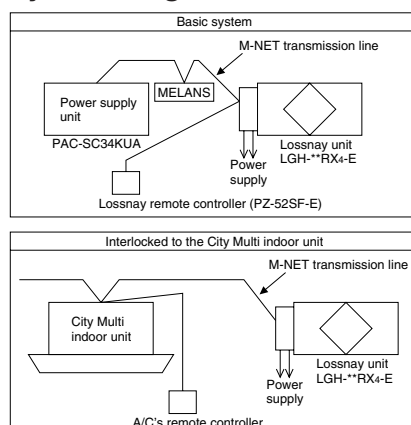 Basic system
M-NET transmission line
Power supply
unit
MELANS
PAC-SC34KUA
Power
supply
Lossnay unit
LGH-**RX4-E
Lossnay remote controller (PZ-52SF-E)
Interlocked to the City Multi indoor unit
M-NET transmission line
City Multi
indoor unit
Power
supply
Lossnay unit
LGH-**RX4-E
A/C's remote controller